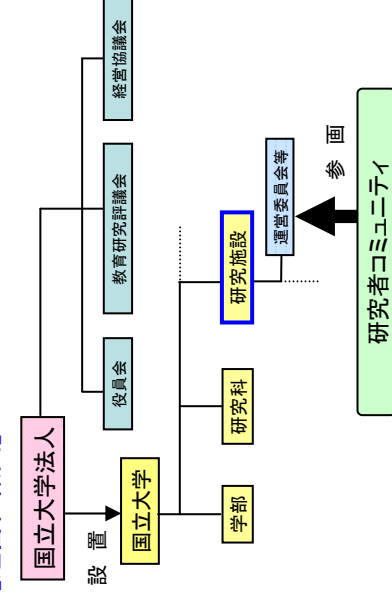 国立大学法人
役員会
教育研究評議会
経営協議会
設置
国立大学
学部
研究科
研究施設
運営委員会等
参画
研究者コミュニティ